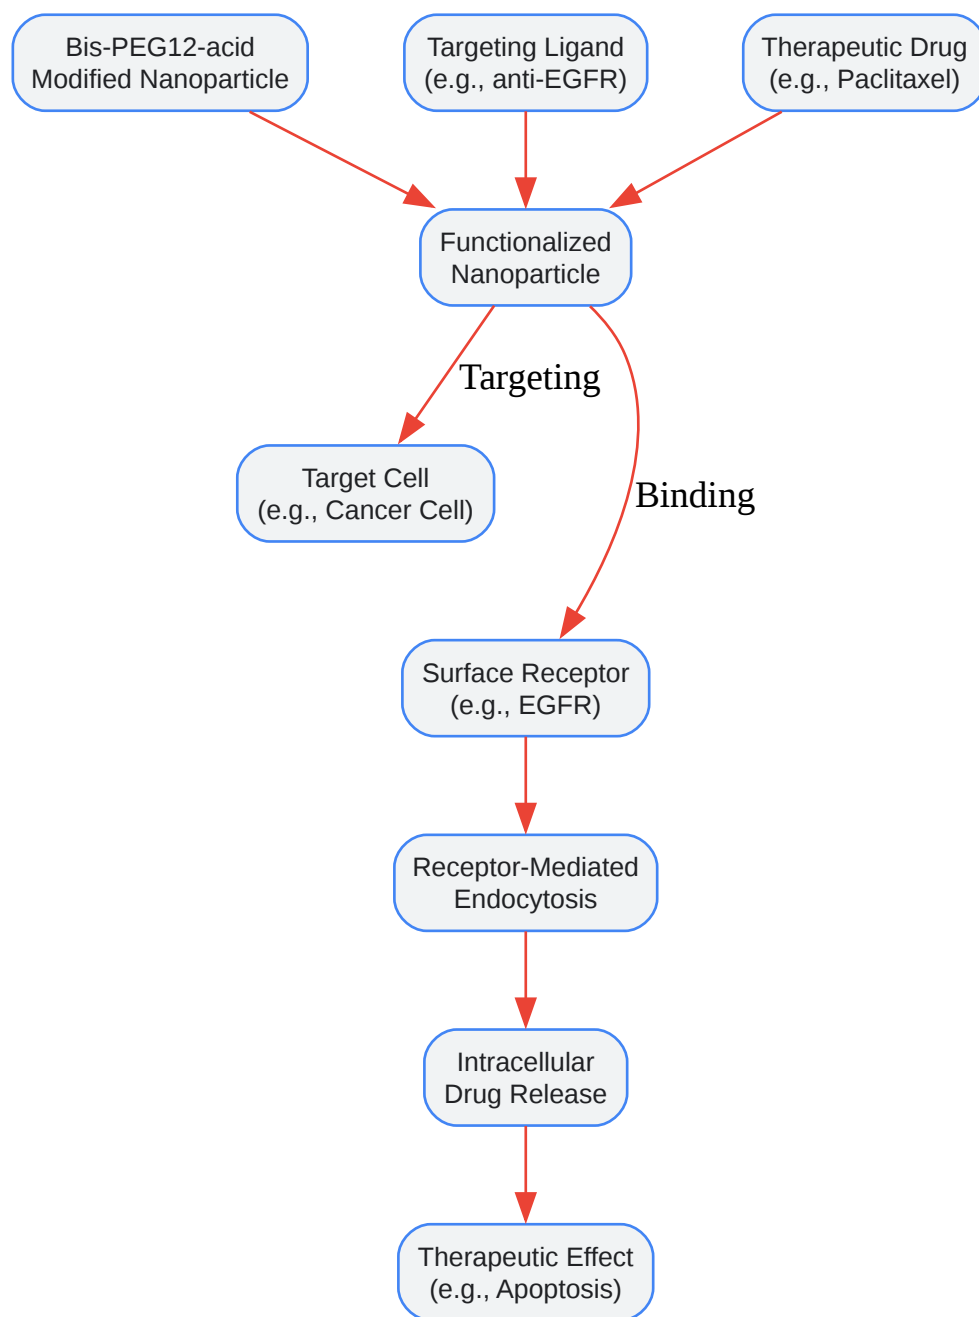 Bis-PEG12-acid
Modified Nanoparticle
Targeting Ligand
(e.g., anti-EGFR)
Therapeutic Drug
(e.g., Paclitaxel)
Functionalized
Nanoparticle
Targeting
Target Cell
(e.g., Cancer Cell)
Binding
Surface Receptor
(e.g., EGFR)
Receptor-Mediated
Endocytosis
Intracellular
Drug Release
Therapeutic Effect
(e.g., Apoptosis)